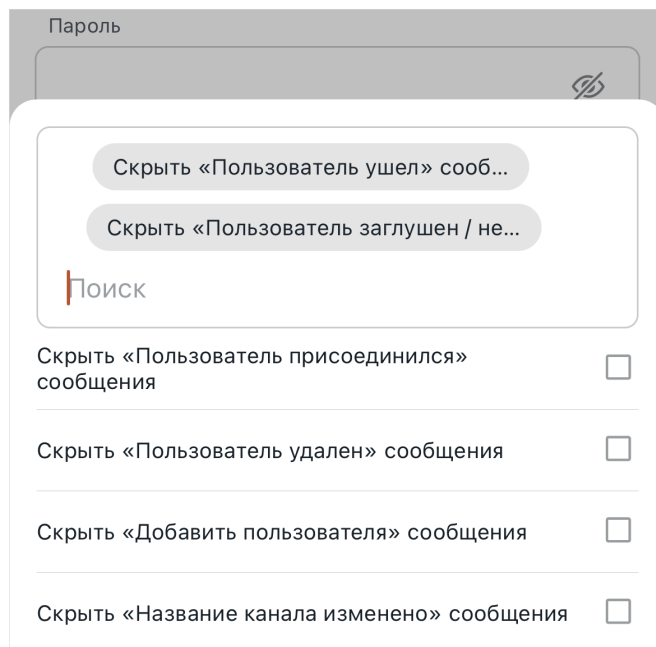 Пароль
Скрыть «Пользователь ушел» сооб...
Скрыть «Пользователь заглушен / не...
Поиск
Скрыть «Пользователь присоединился»
сообщения
Скрыть «Пользователь удален» сообщения
Скрыть «Добавить пользователя» сообщения
Скрыть «Название канала изменено» сообщения